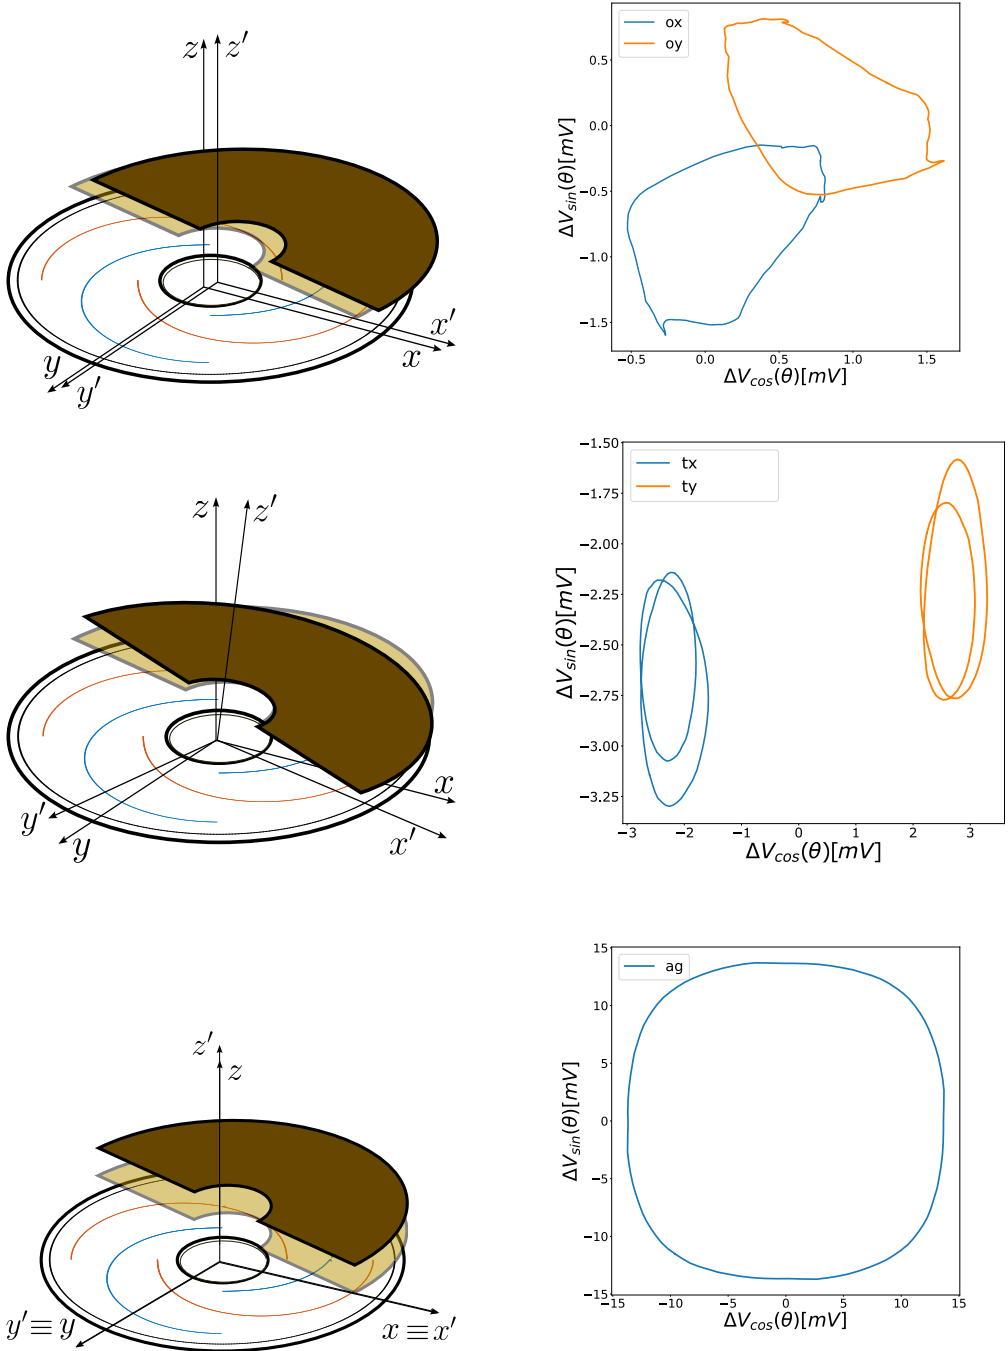 z z'
x'
x
y
y'
ox
oy
0.5
0.0
−0.5
−1.0
−1.5
ΔV_sin(θ)[mV]
−0.5 0.0 0.5 1.0 1.5
ΔV_cos(θ)[mV]
z z'
x
y'
y x'
tx
ty
−1.50
−1.75
−2.00
−2.25
−2.50
−2.75
−3.00
−3.25
ΔV_sin(θ)[mV]
−3 −2 −1 0 1 2 3
ΔV_cos(θ)[mV]
z'
z
y' ≡ y
x ≡ x'
ag
15
10
5
0
−5
−10
−15
ΔV_sin(θ)[mV]
−15 −10 −5 0 5 10 15
ΔV_cos(θ)[mV]